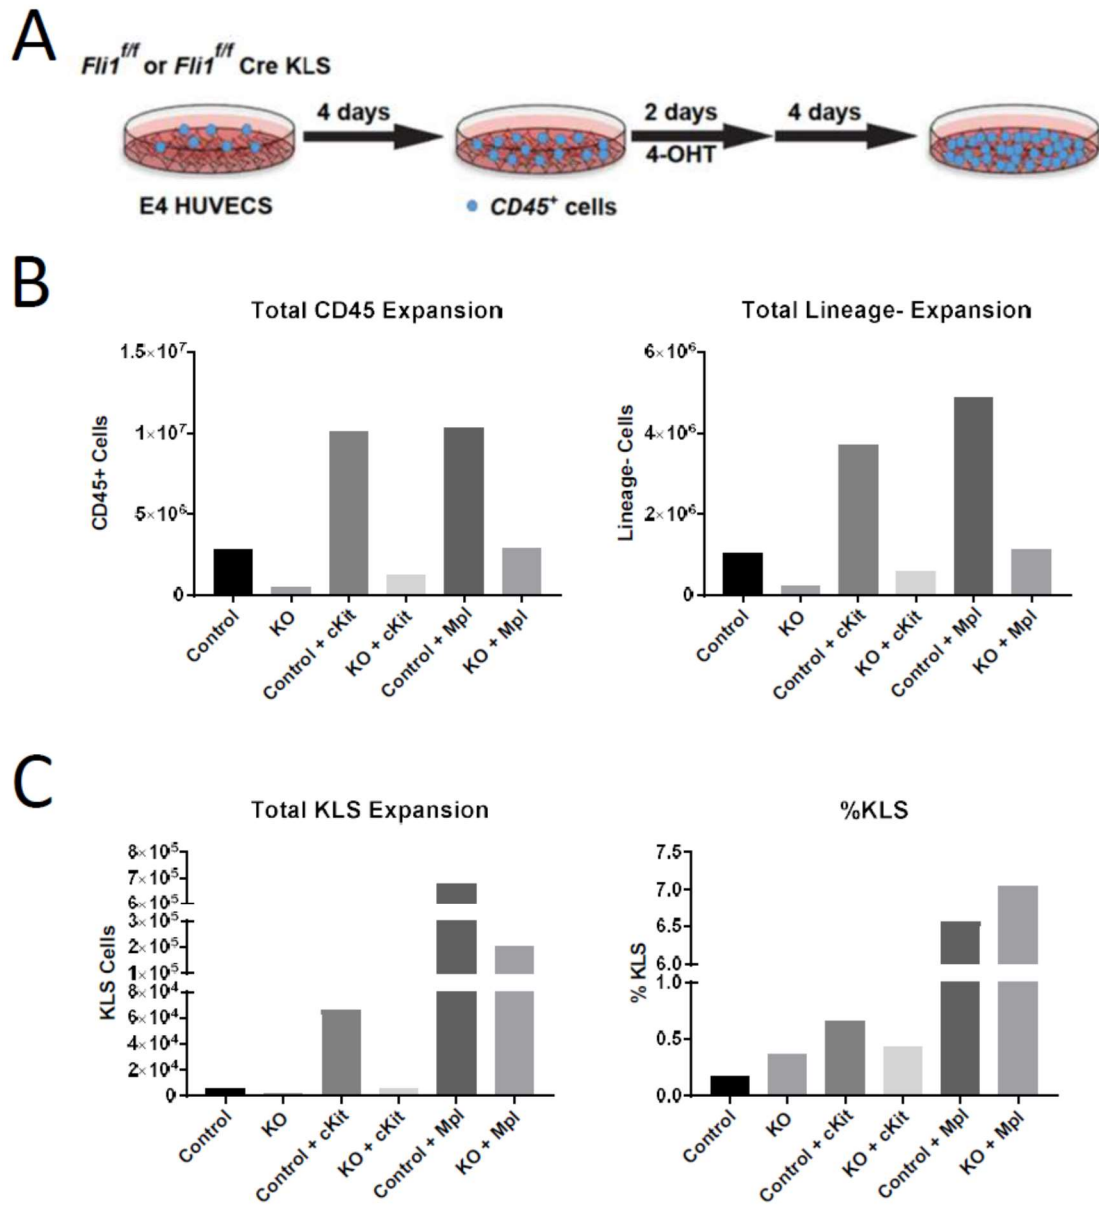 A
Fli1 f/f or Fli1 f/f Cre KLS
4 days
2 days
4 days
4-OHT
E4 HUVECS
CD45+ cells
B
Total CD45 Expansion
CD45+ Cells
1.5×10⁷
1×10⁷
5×10⁶
0
Control
KO
Control + cKit
KO + cKit
Control + Mpl
KO + Mpl
Total Lineage- Expansion
Lineage- Cells
6×10⁶
4×10⁶
2×10⁶
0
Control
KO
Control + cKit
KO + cKit
Control + Mpl
KO + Mpl
C
Total KLS Expansion
KLS Cells
8×10⁵
7×10⁵
6×10⁵
3×10⁵
2×10⁵
1×10⁵
8×10⁴
6×10⁴
4×10⁴
2×10⁴
0
Control
KO
Control + cKit
KO + cKit
Control + Mpl
KO + Mpl
%KLS
% KLS
7.5
7.0
6.5
6.0
1.0
0.5
0.0
Control
KO
Control + cKit
KO + cKit
Control + Mpl
KO + Mpl